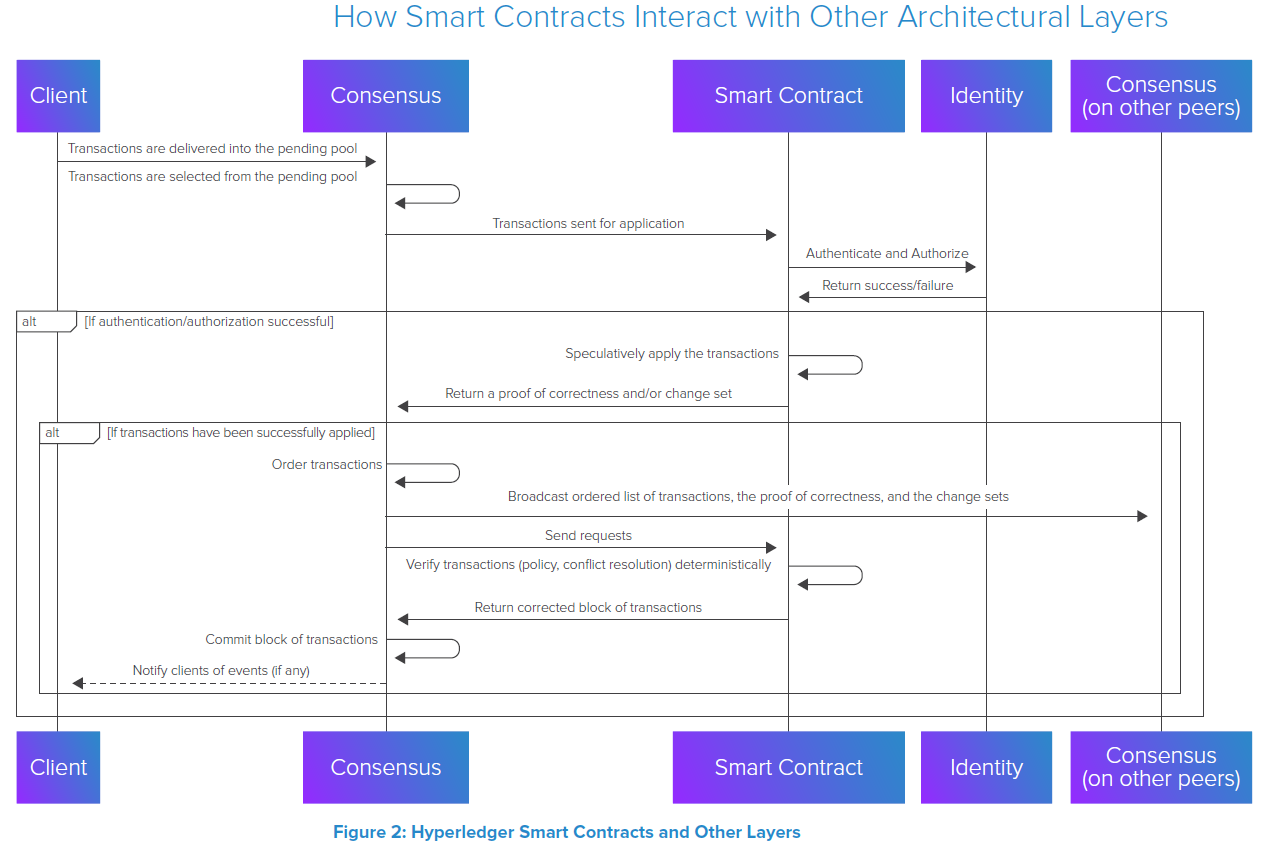 How Smart Contracts Interact with Other Architectural Layers
Client
Consensus
Smart Contract
Identity
Consensus
(on other peers)
Transactions are delivered into the pending pool
Transactions are selected from the pending pool
Transactions sent for application
Authenticate and Authorize
Return success/failure
alt
[If authentication/authorization successful]
Speculatively apply the transactions
Return a proof of correctness and/or change set
alt
[If transactions have been successfully applied]
Order transactions
Broadcast ordered list of transactions, the proof of correctness, and the change sets
Send requests
Verify transactions (policy, conflict resolution) deterministically
Return corrected block of transactions
Commit block of transactions
Notify clients of events (if any)
Client
Consensus
Smart Contract
Identity
Consensus
(on other peers)
Figure 2: Hyperledger Smart Contracts and Other Layers